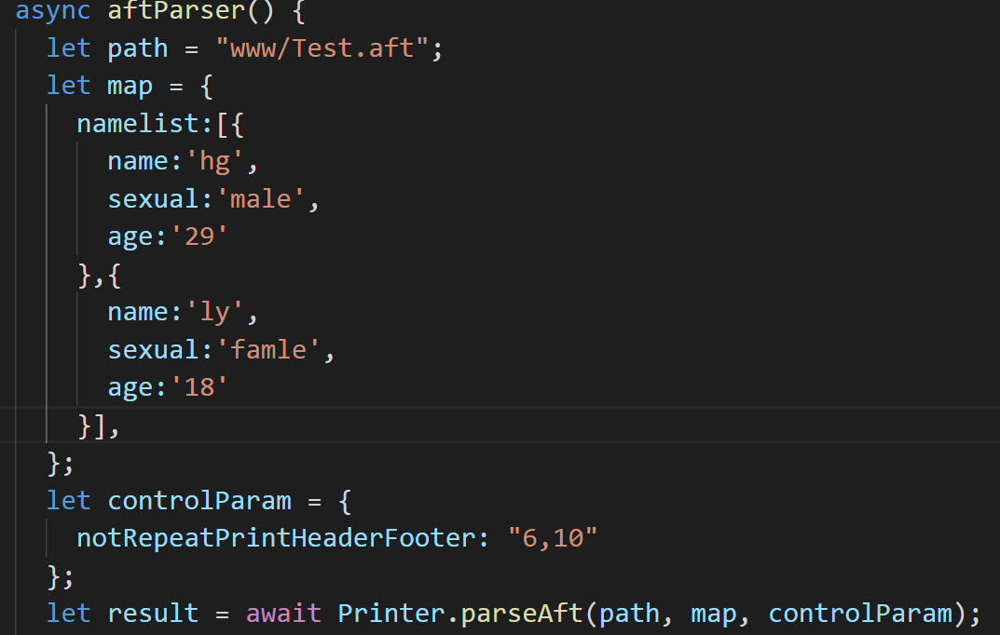 async aftParser() {
let path = "www/Test.aft";
let map = {
namelist:[{
name:'hg',
sexual:'male',
age:'29'
},{
name:'ly',
sexual:'famle',
age:'18'
}],
};
let controlParam = {
notRepeatPrintHeaderFooter: "6,10"
};
let result = await Printer.parseAft(path, map, controlParam);